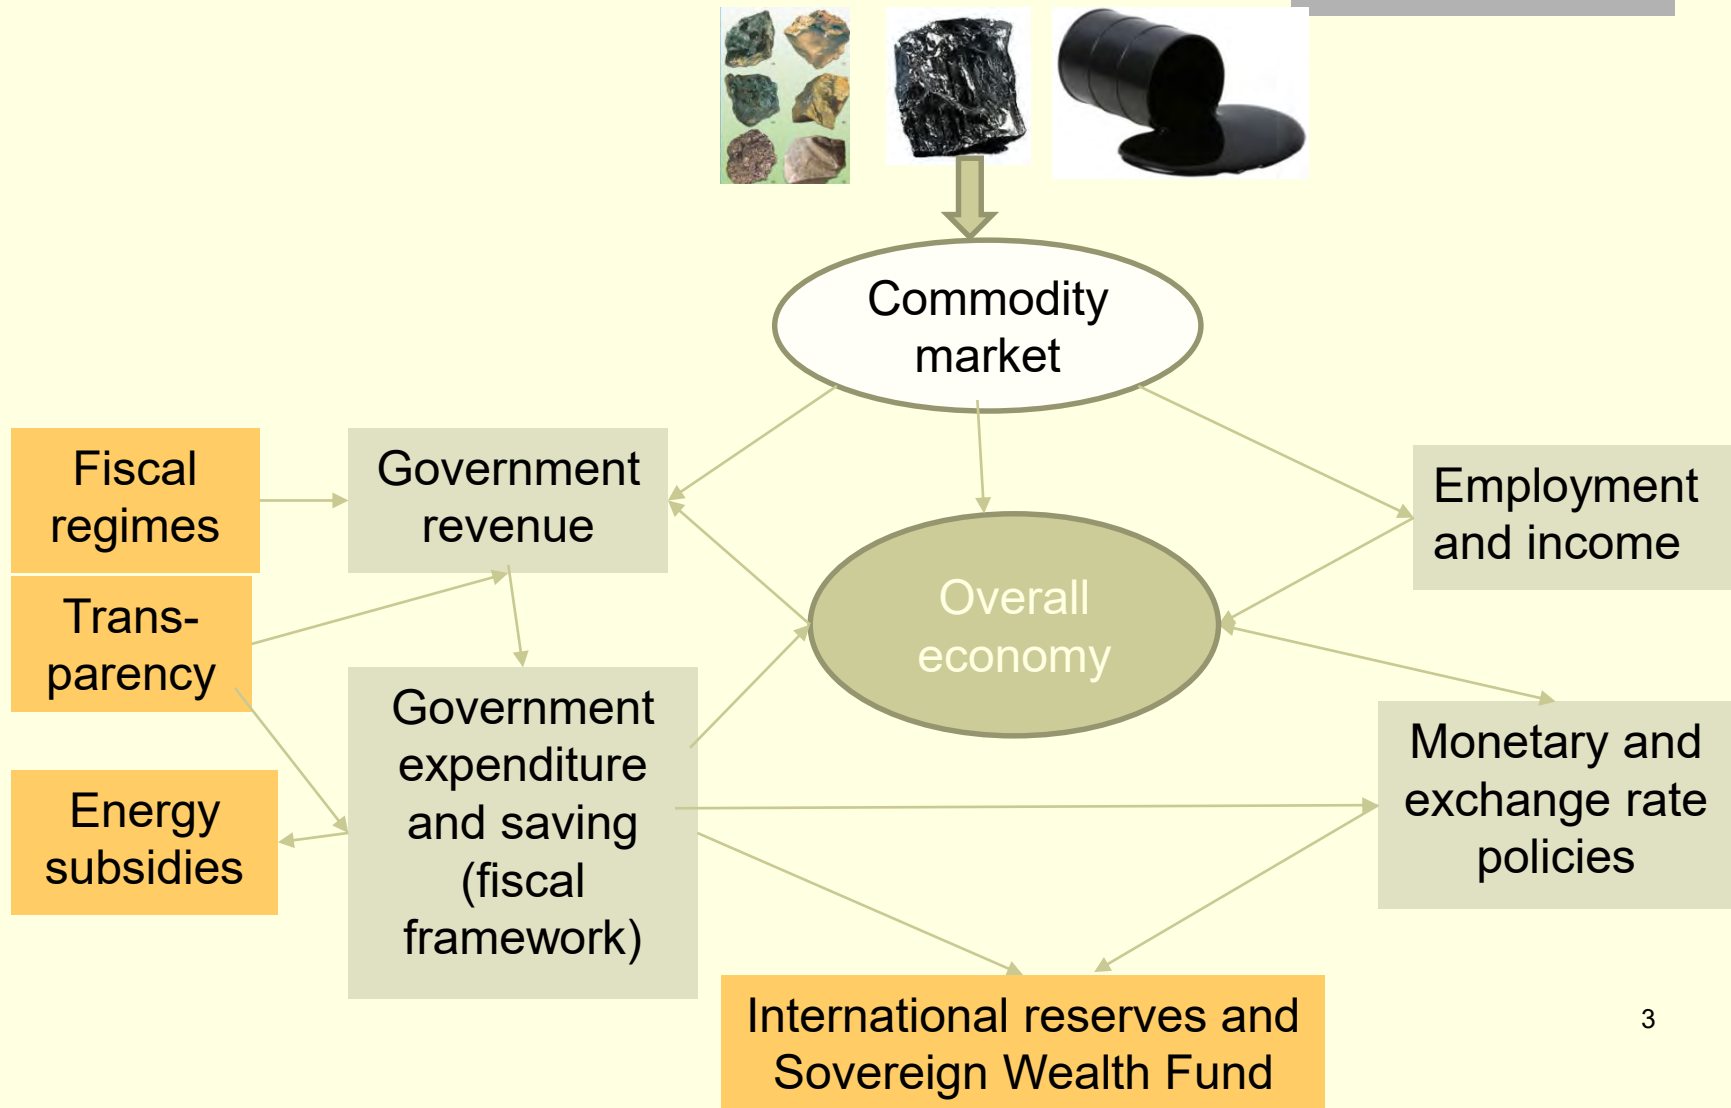 Commodity
market
Fiscal
regimes
Government
revenue
Employment
and income
Trans-
parency
Overall
economy
Government
expenditure
and saving
(fiscal
framework)
Monetary and
exchange rate
policies
Energy
subsidies
International reserves and
Sovereign Wealth Fund
3